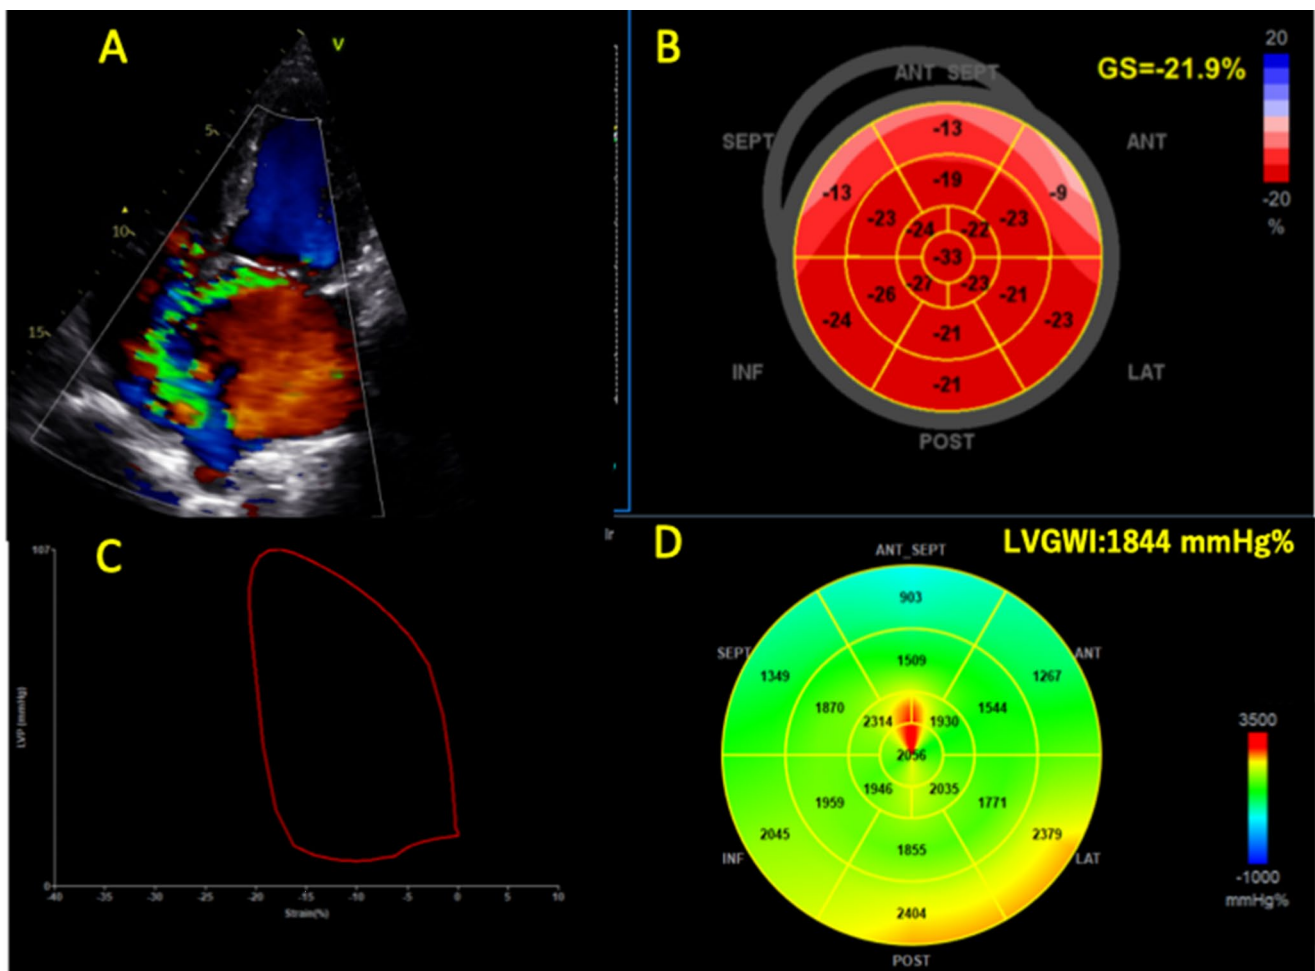 A
V
5
10
15
B
GS=-21.9%
20
-20
%
ANT_SEPT
SEPT
ANT
-13
-13
-9
-19
-23
-23
-24
-22
-33
-27
-23
-26
-21
-24
-23
-21
-21
INF
LAT
POST
C
107
LVP (mmHg)
0
-40
-35
-30
-25
-20
-15
-10
-5
0
5
10
Strain(%)
D
LVGWI:1844 mmHg%
ANT_SEPT
903
SEPT
ANT
1349
1267
1509
1870
1544
2314
1930
2056
1946
2035
1959
1771
2045
2379
1855
INF
LAT
2404
POST
3500
-1000
mmHg%